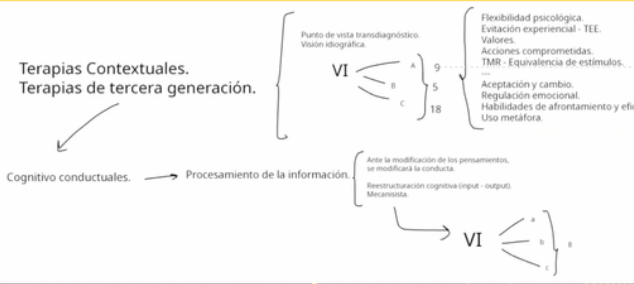 Terapias Contextuales.
Terapias de tercera generación.
Punto de vista transdiagnóstico.
Visión idiográfica.
VI
A
B
C
9
5
18
Flexibilidad psicológica.
Evitación experiencial - TEE.
Valores.
Acciones comprometidas.
TMR - Equivalencia de estímulos.
...
Aceptación y cambio.
Regulación emocional.
Habilidades de afrontamiento y efi
Uso metáfora.
Cognitivo conductuales.
Procesamiento de la información.
Ante la modificación de los pensamientos,
se modificará la conducta.
Reestructuración cognitiva (input - output).
Mecanisista.
VI
a
b
c
8